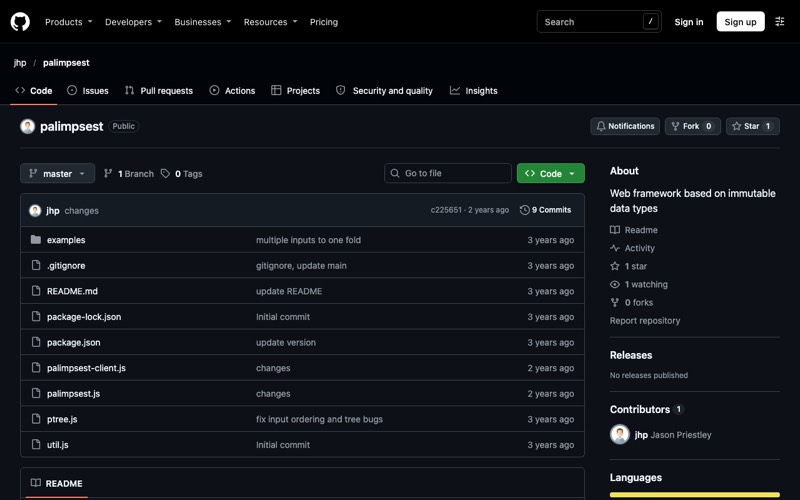 Products Developers Businesses Resources Pricing Search / Sign in Sign up
jhp / palimpsest
Code Issues Pull requests Actions Projects Security and quality Insights
palimpsest Public Notifications Fork 0 Star 1
master 1 Branch 0 Tags Go to file Code
jhp changes c225651 · 2 years ago 9 Commits
examples multiple inputs to one fold 3 years ago
.gitignore gitignore, update main 3 years ago
README.md update README 3 years ago
package-lock.json Initial commit 3 years ago
package.json update version 3 years ago
palimpsest-client.js changes 2 years ago
palimpsest.js changes 2 years ago
ptree.js fix input ordering and tree bugs 3 years ago
util.js Initial commit 3 years ago
README
About
Web framework based on immutable
data types
Readme
Activity
1 star
1 watching
0 forks
Report repository
Releases
No releases published
Contributors 1
jhp Jason Priestley
Languages